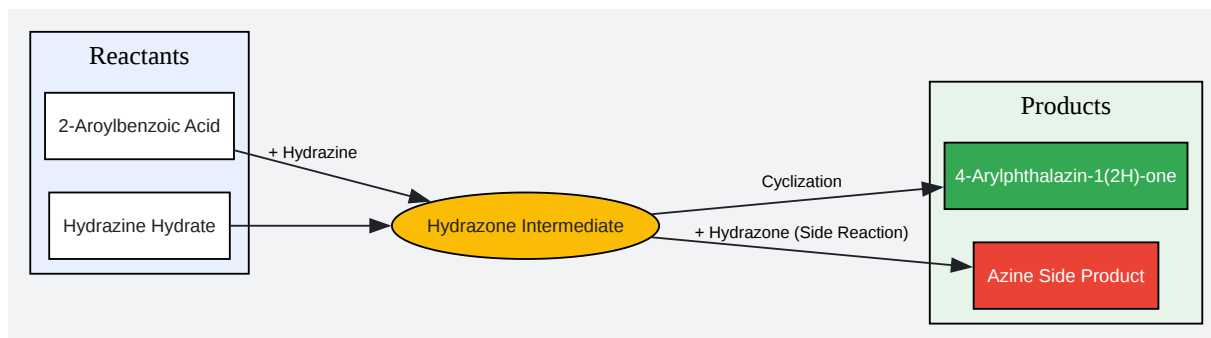 Reactants
2-Aroylbenzoic Acid
Hydrazine Hydrate
+ Hydrazine
Hydrazone Intermediate
Cyclization
+ Hydrazone (Side Reaction)
Products
4-Arylphthalazin-1(2H)-one
Azine Side Product